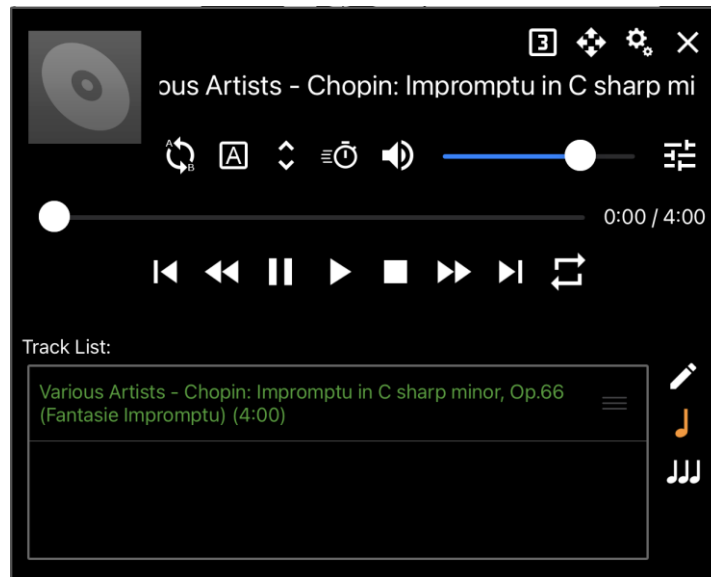 3
ous Artists - Chopin: Impromptu in C sharp mi
A
B
A
0:00 / 4:00
Track List:
Various Artists - Chopin: Impromptu in C sharp minor, Op.66
(Fantasie Impromptu) (4:00)